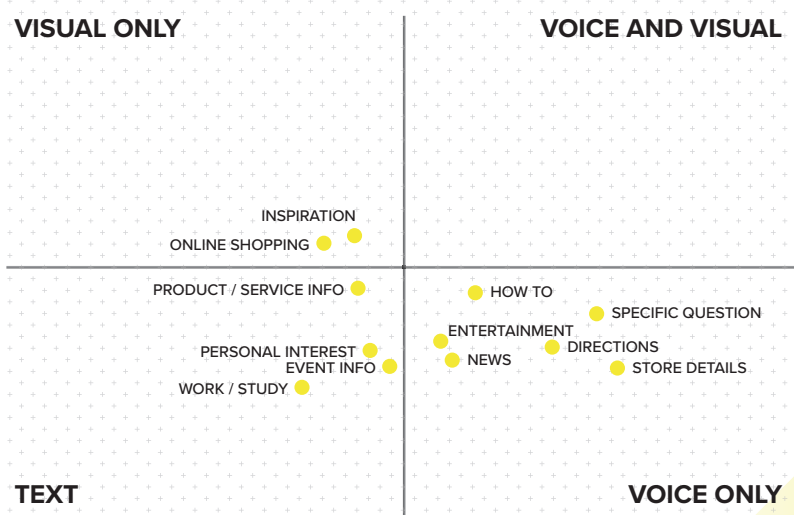 VISUAL ONLY
VOICE AND VISUAL
INSPIRATION
ONLINE SHOPPING
PRODUCT / SERVICE INFO
HOW TO
SPECIFIC QUESTION
ENTERTAINMENT
DIRECTIONS
PERSONAL INTEREST
NEWS
EVENT INFO
STORE DETAILS
WORK / STUDY
TEXT
VOICE ONLY